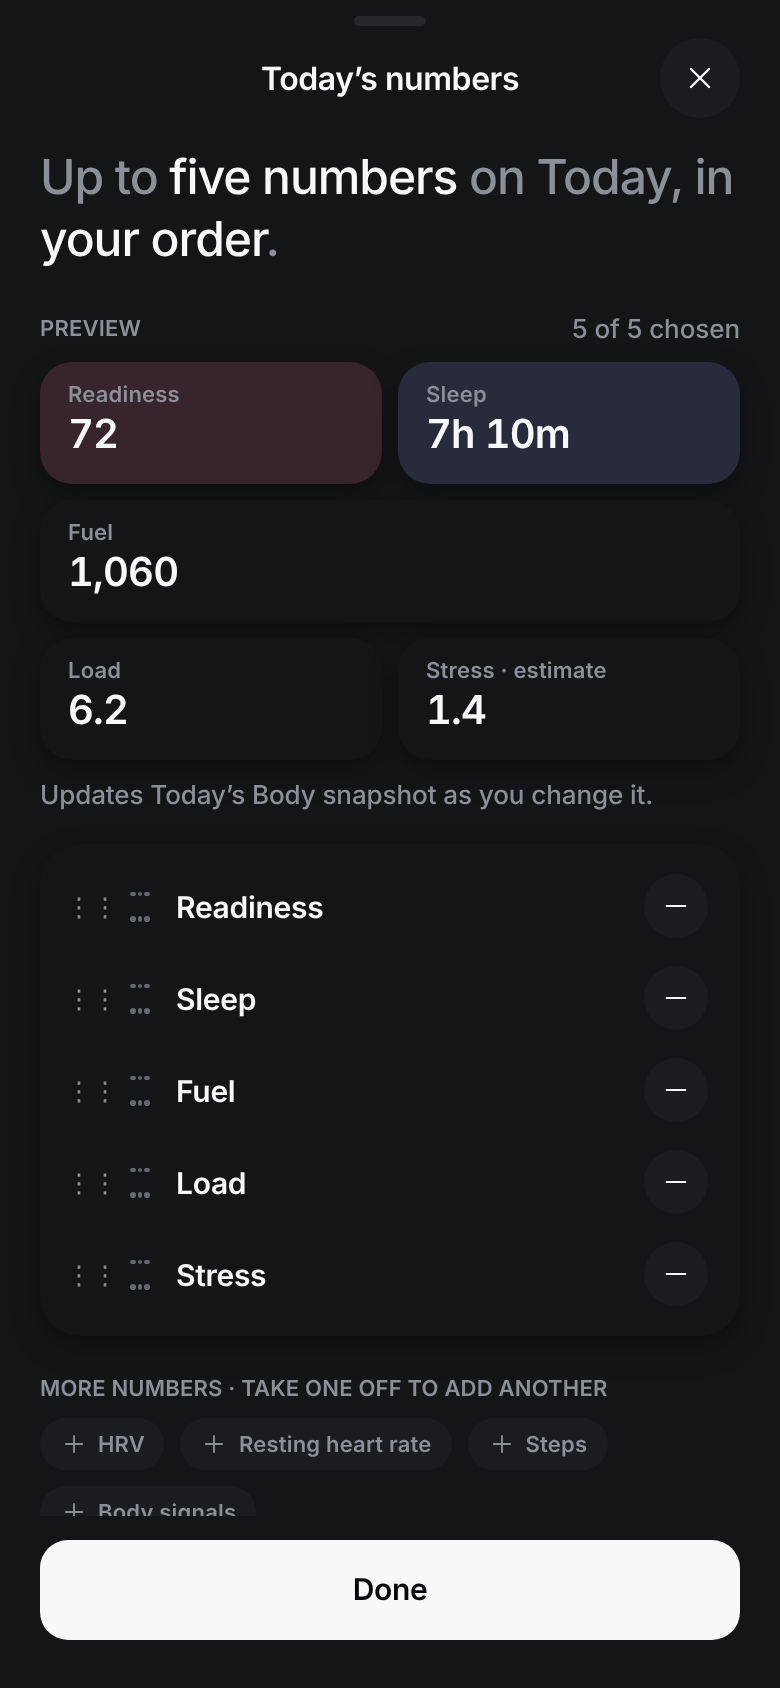 Today’s numbers
Up to five numbers on Today, in
your order.
PREVIEW
5 of 5 chosen
Readiness
72
Sleep
7h 10m
Fuel
1,060
Load
6.2
Stress · estimate
1.4
Updates Today’s Body snapshot as you change it.
Readiness
Sleep
Fuel
Load
Stress
MORE NUMBERS · TAKE ONE OFF TO ADD ANOTHER
+ HRV
+ Resting heart rate
+ Steps
+ Body signals
Done